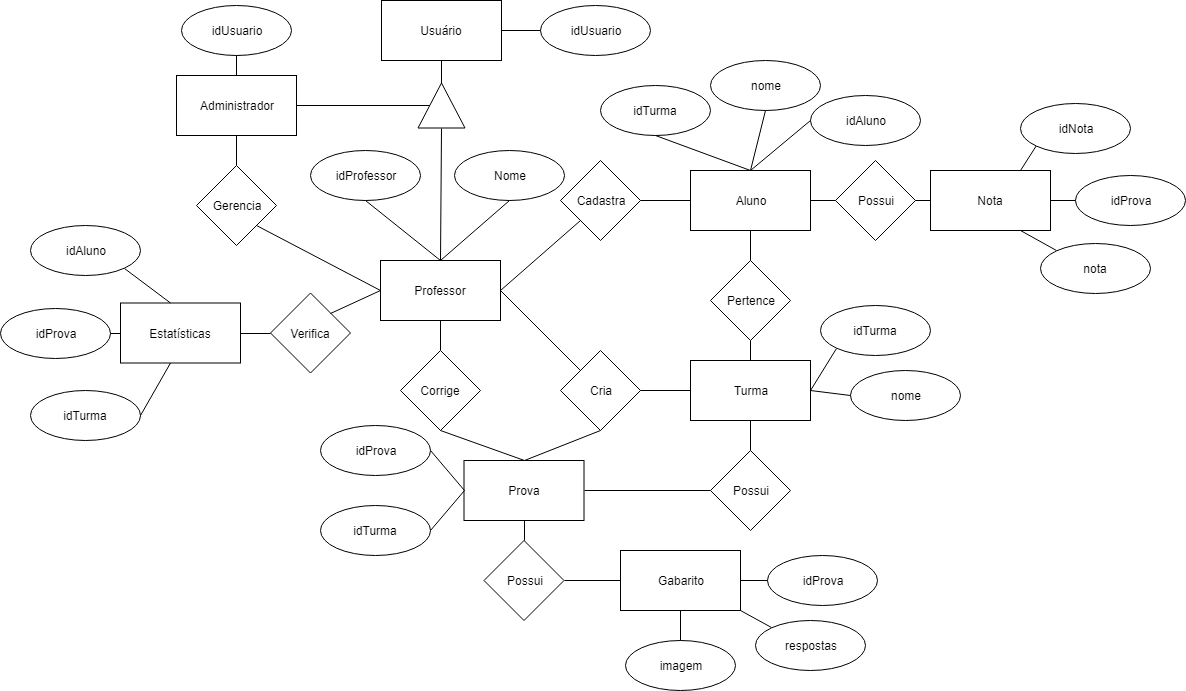 idUsuario
Usuário
idUsuario
Administrador
nome
idTurma
idAluno
idNota
idProfessor
Nome
Gerencia
Cadastra
Aluno
Possui
Nota
idProva
idAluno
nota
Professor
Pertence
idProva
Estatísticas
Verifica
idTurma
Corrige
Cria
Turma
nome
idTurma
idProva
Prova
Possui
idTurma
Possui
Gabarito
idProva
respostas
imagem